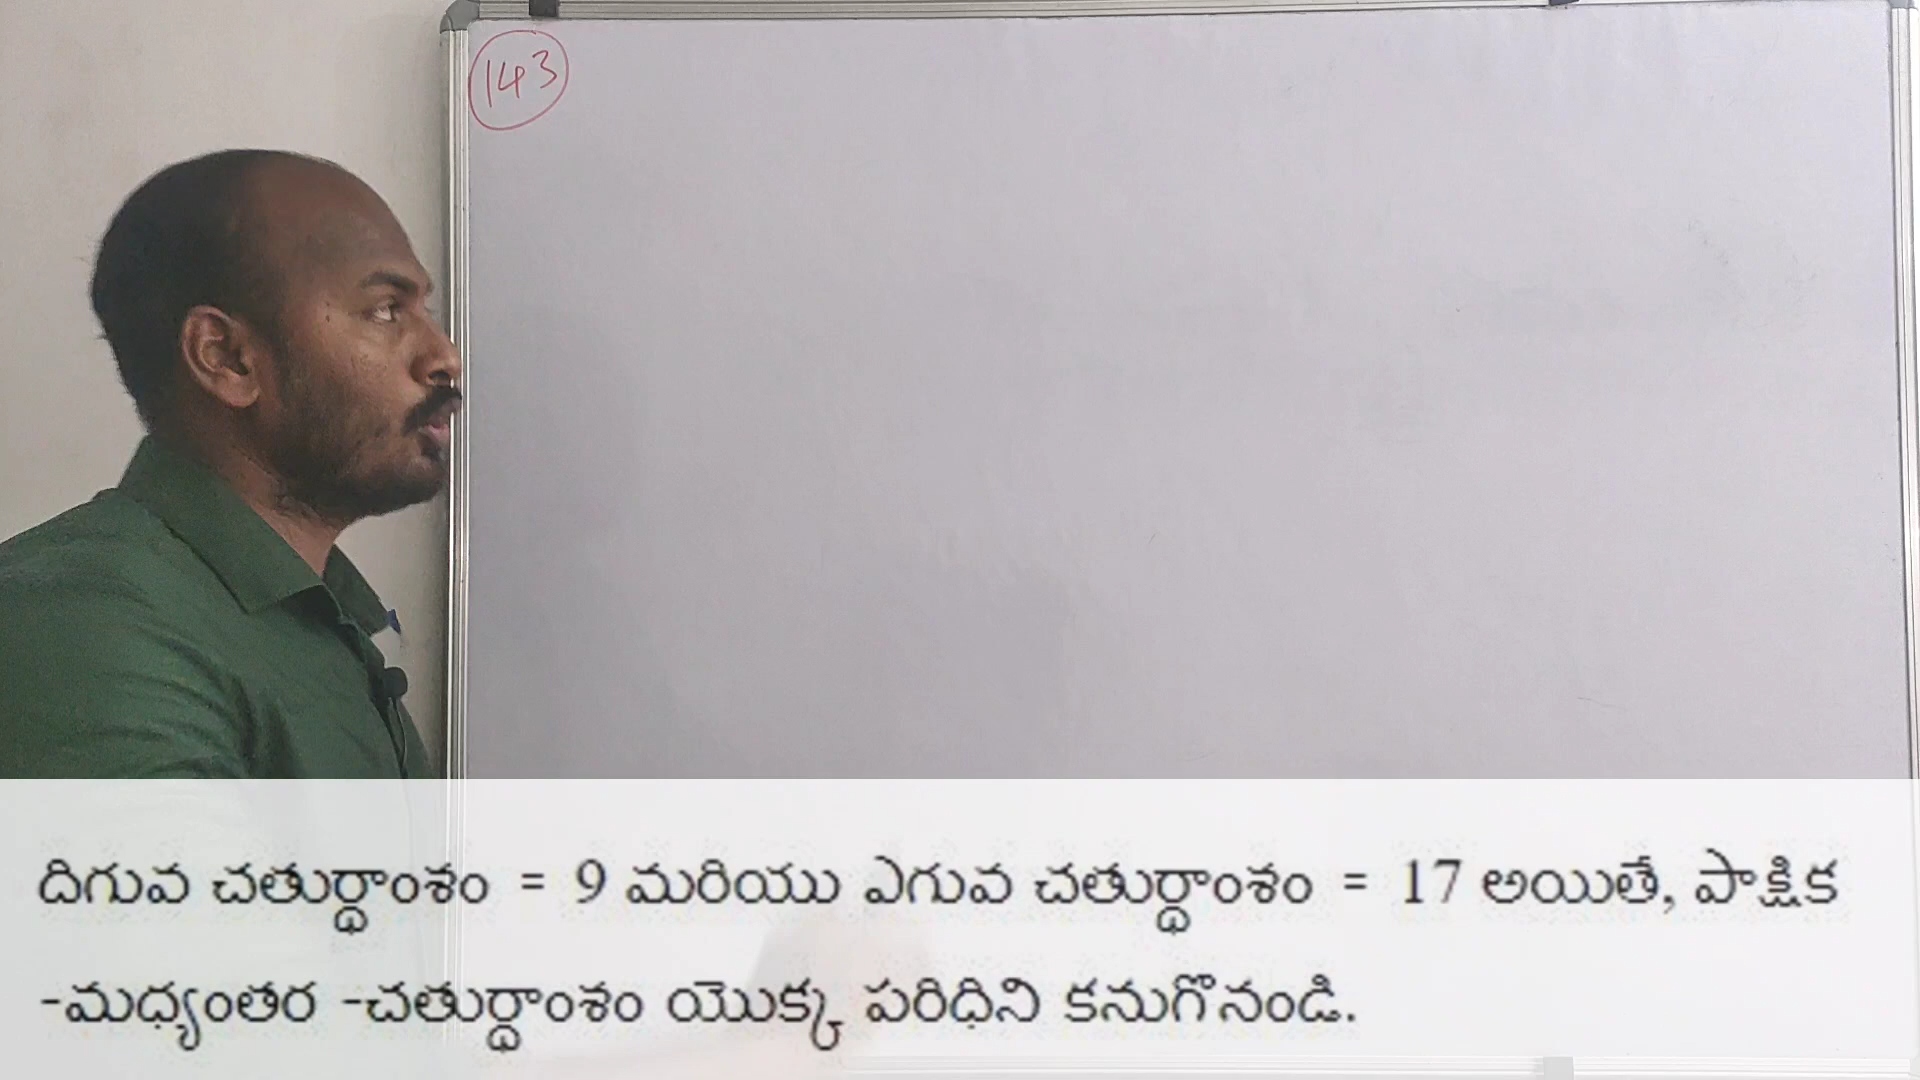 143
దిగువ చతుర్థాంశం = 9 మరియు ఎగువ చతుర్థాంశం = 17 అయితే, పాక్షిక
-మధ్యంతర -చతుర్థాంశం యొక్క పరిధిని కనుగొనండి.